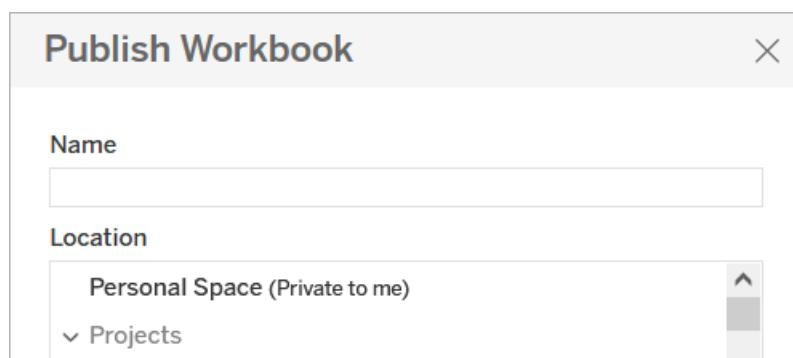 Publish Workbook
Name
Location
Personal Space (Private to me)
Projects